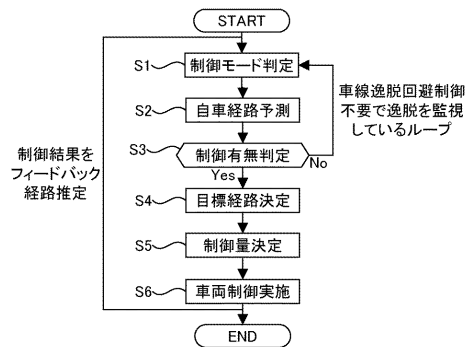 START
S1
制御モード判定
S2
自車経路予測
S3
制御有無判定
No
Yes
車線逸脱回避制御
不要で逸脱を監視
しているループ
制御結果を
フィードバック
経路推定
S4
目標経路決定
S5
制御量決定
S6
車両制御実施
END